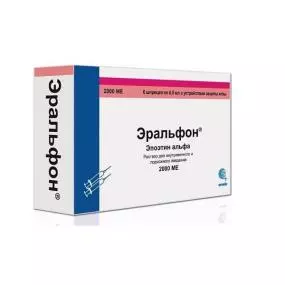 2000 МЕ
6 шприцев по 0,5 мл с устройством защиты иглы
Эральфон®
Эпоэтин альфа
Раствор для внутривенного и
подкожного введения
2000 МЕ
Эральфон®